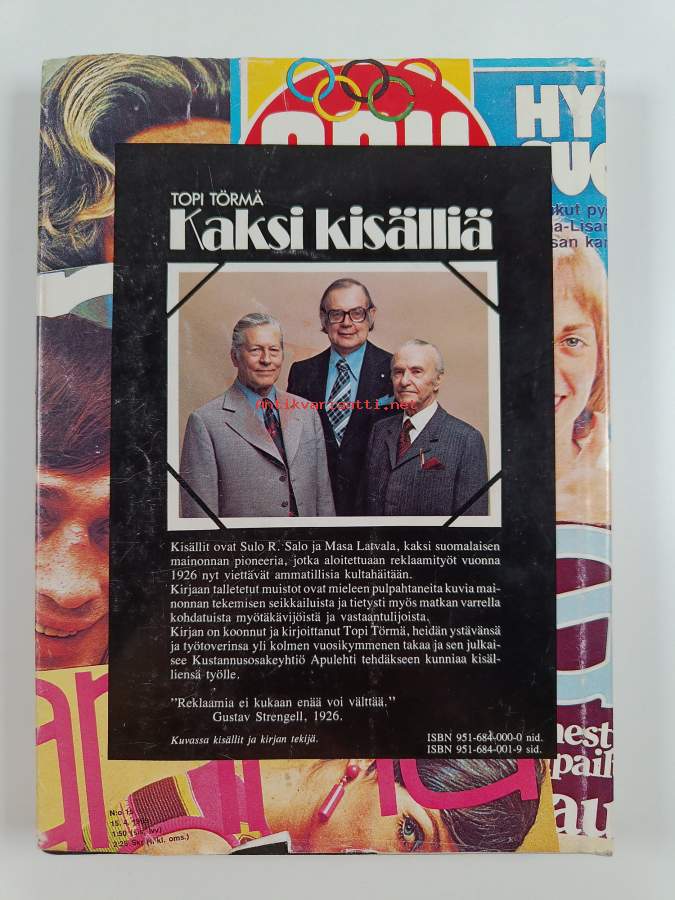 HY
TOPI TÖRMÄ
Kaksi kisälliä
antikvariaatti.net
Kisällit ovat Sulo R. Salo ja Masa Latvala, kaksi suomalaisen
mainonnan pioneeria, jotka aloitettuaan reklaamityöt vuonna
1926 nyt viettävät ammatillisia kultahäitään.
Kirjaan talletetut muistot ovat mieleen pulpahtaneita kuvia mai-
nonnan tekemisen seikkailuista ja tietysti myös matkan varrella
kohdatuista myötäkävijöistä ja vastaantulijoista.
Kirjan on koonnut ja kirjoittanut Topi Törmä, heidän ystävänsä
ja työtoverinsa yli kolmen vuosikymmenen takaa ja sen julkai-
see Kustannusosakeyhtiö Apulehti tehdäkseen kunniaa kisäl-
liensä työlle.
"Reklaamia ei kukaan enää voi välttää."
Gustav Strengell, 1926.
Kuvassa kisällit ja kirjan tekijä.
ISBN 951-684-000-0 nid.
ISBN 951-684-001-9 sid.
nest
pail
au